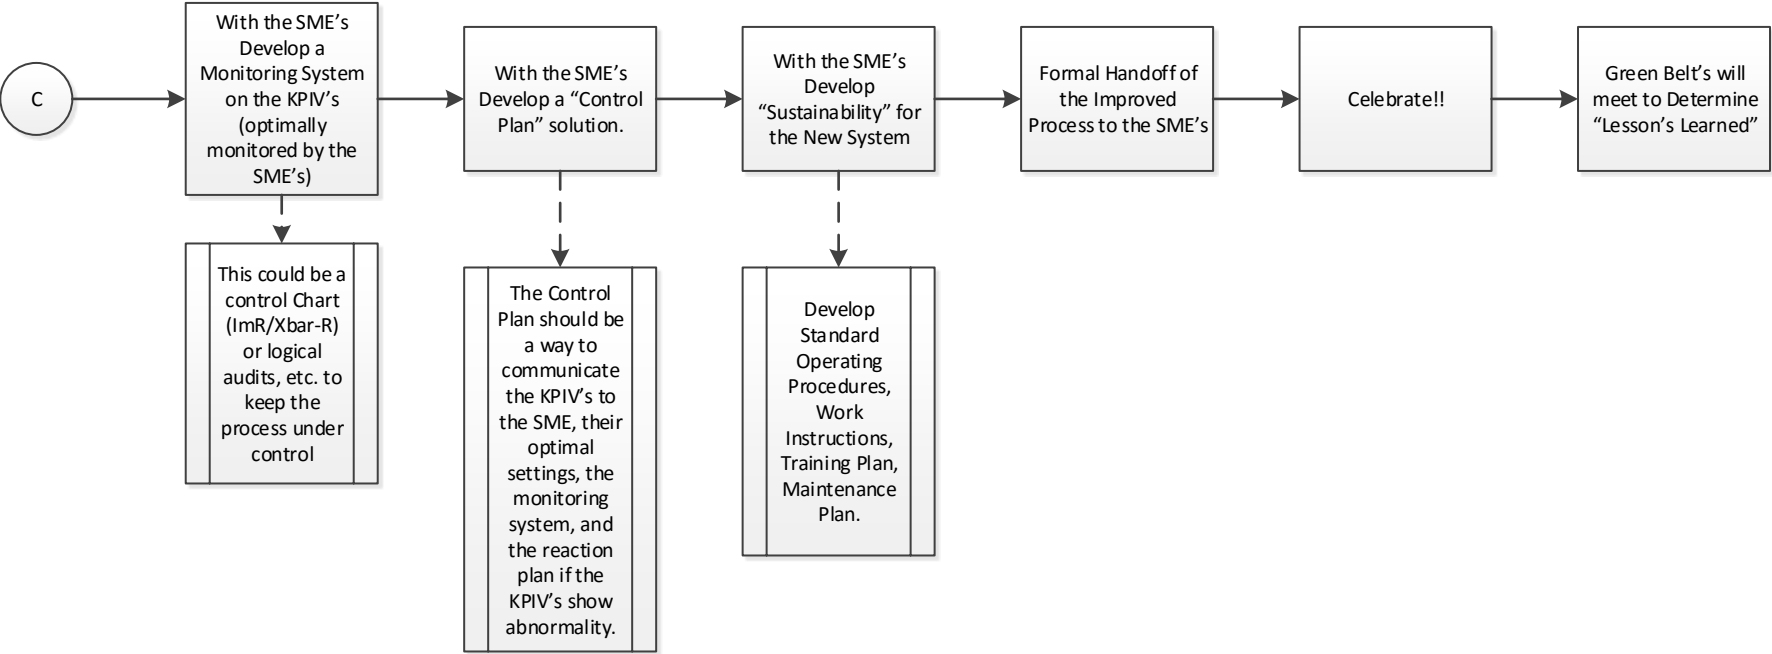 C
With the SME’s
Develop a
Monitoring System
on the KPIV’s
(optimally
monitored by the
SME’s)
With the SME’s
Develop a “Control
Plan” solution.
With the SME’s
Develop
“Sustainability” for
the New System
Formal Handoff of
the Improved
Process to the SME’s
Celebrate!!
Green Belt’s will
meet to Determine
“Lesson’s Learned”
This could be a
control Chart
(ImR/Xbar-R)
or logical
audits, etc. to
keep the
process under
control
The Control
Plan should be
a way to
communicate
the KPIV’s to
the SME, their
optimal
settings, the
monitoring
system, and
the reaction
plan if the
KPIV’s show
abnormality.
Develop
Standard
Operating
Procedures,
Work
Instructions,
Training Plan,
Maintenance
Plan.